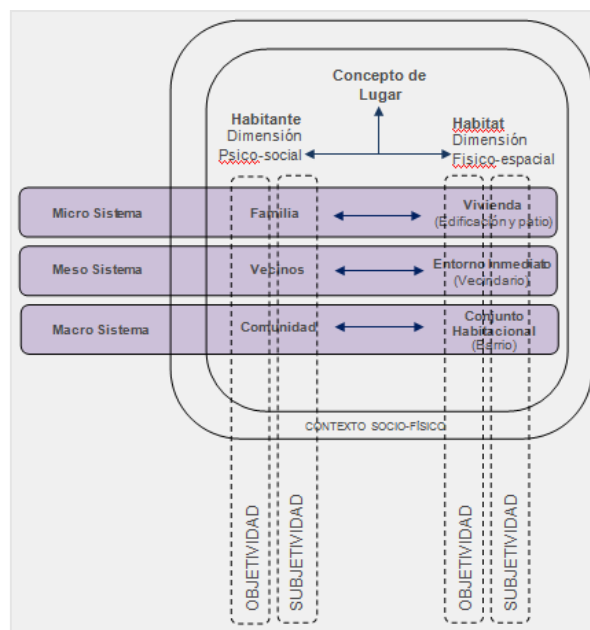 Concepto de
Lugar
Habitante
Dimensión
Psico-social
Habitat
Dimensión
Fisico-espacial
Micro Sistema
Familia
Vivienda
(Edificación y patio)
Meso Sistema
Vecinos
Entorno Inmediato
(Vecindario)
Macro Sistema
Comunidad
Conjunto
Habitacional
(Barrio)
CONTEXTO SOCIO-FÍSICO
OBJETIVIDAD
SUBJETIVIDAD
OBJETIVIDAD
SUBJETIVIDAD